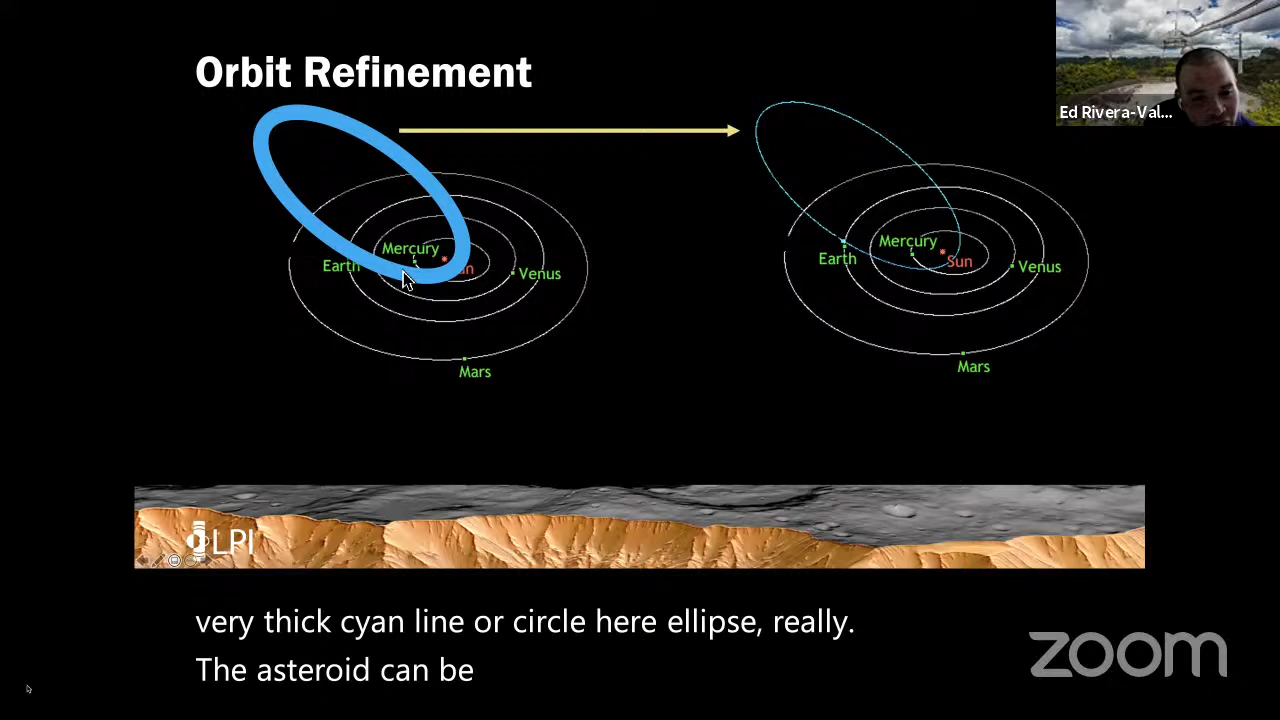 Orbit Refinement
Ed Rivera-Val...
Mercury
Earth
Venus
Mars
Mercury
Earth
Sun
Venus
Mars
LPI
very thick cyan line or circle here ellipse, really.
The asteroid can be
zoom